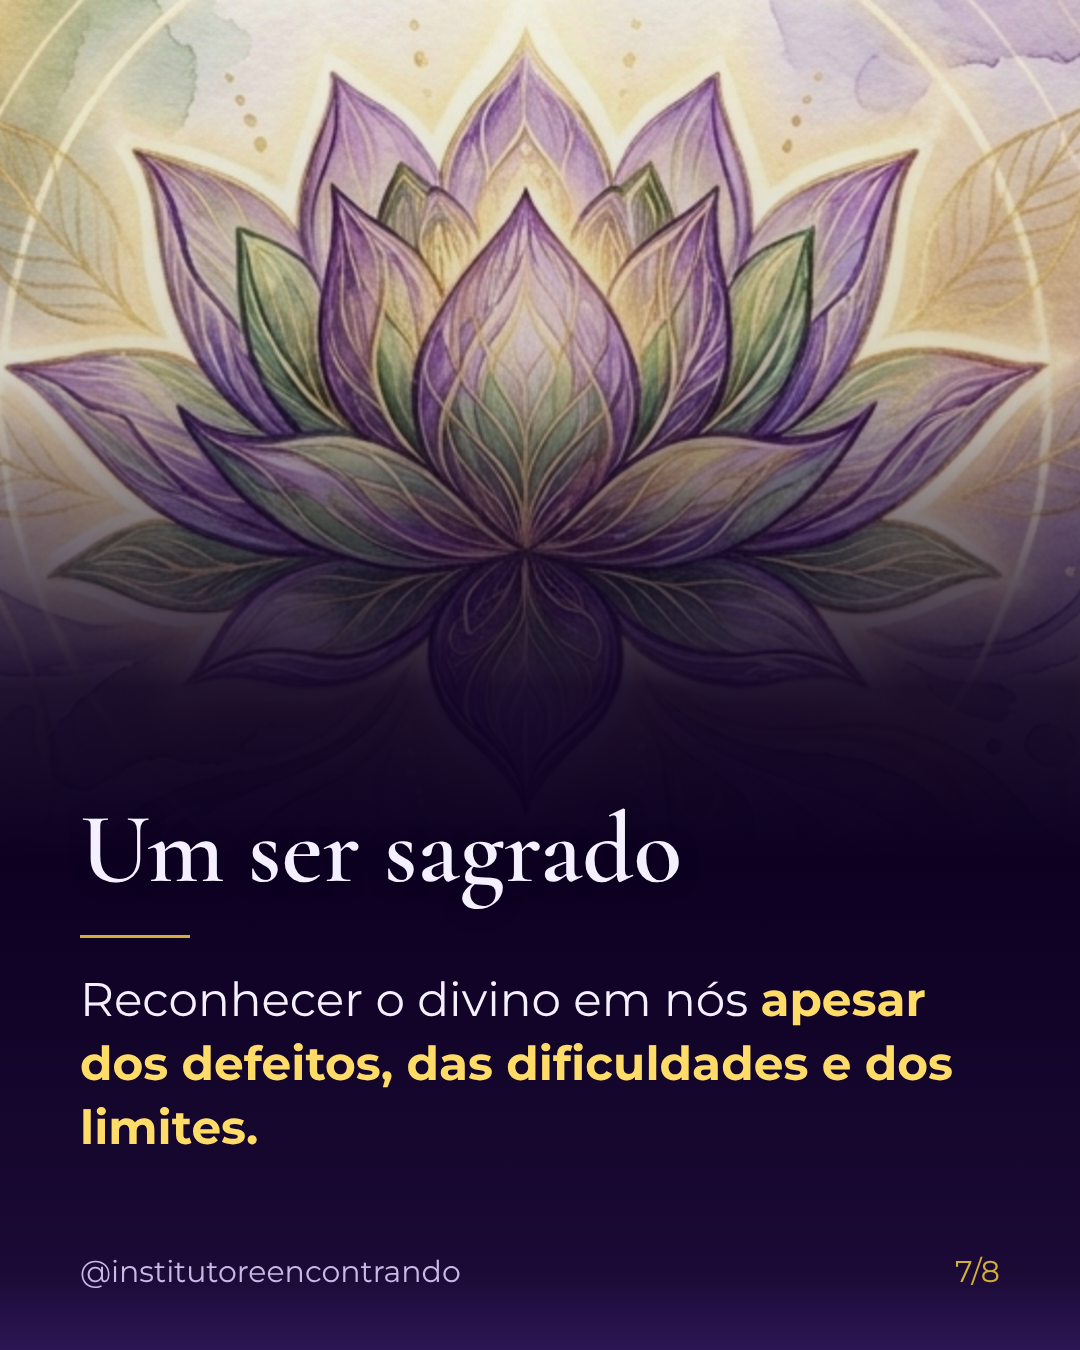 Um ser sagrado
Reconhecer o divino em nós apesar
dos defeitos, das dificuldades e dos
limites.
@institutoreencontrando
7/8